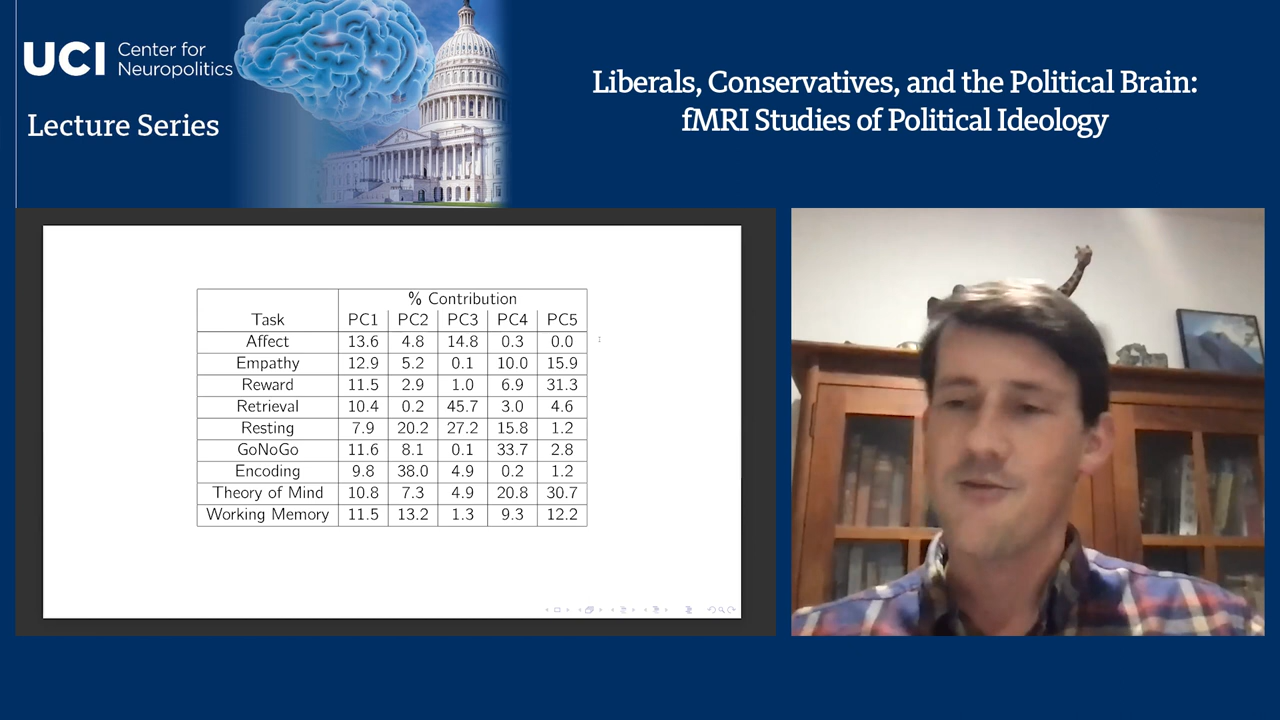 UCI Center for
Neuropolitics
Lecture Series
Liberals, Conservatives, and the Political Brain:
fMRI Studies of Political Ideology
% Contribution
Task PC1 PC2 PC3 PC4 PC5
Affect 13.6 4.8 14.8 0.3 0.0
Empathy 12.9 5.2 0.1 10.0 15.9
Reward 11.5 2.9 1.0 6.9 31.3
Retrieval 10.4 0.2 45.7 3.0 4.6
Resting 7.9 20.2 27.2 15.8 1.2
GoNoGo 11.6 8.1 0.1 33.7 2.8
Encoding 9.8 38.0 4.9 0.2 1.2
Theory of Mind 10.8 7.3 4.9 20.8 30.7
Working Memory 11.5 13.2 1.3 9.3 12.2